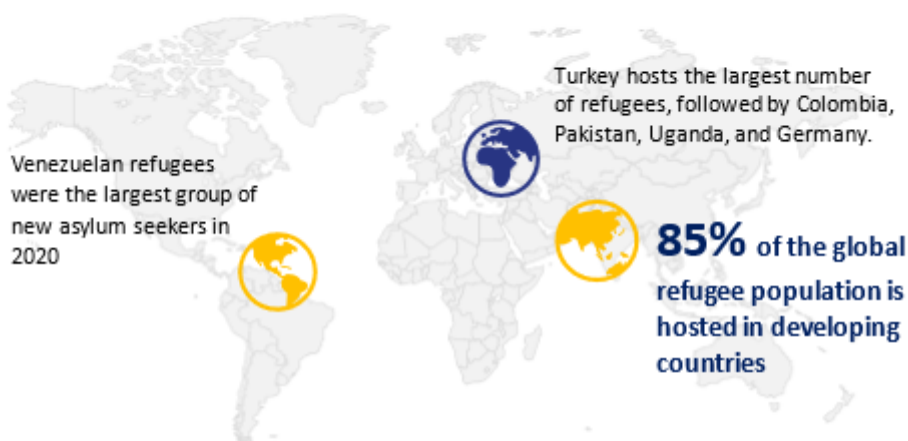 Turkey hosts the largest number
of refugees, followed by Colombia,
Pakistan, Uganda, and Germany.
Venezuelan refugees
were the largest group of
new asylum seekers in
2020
85% of the global
refugee population is
hosted in developing
countries